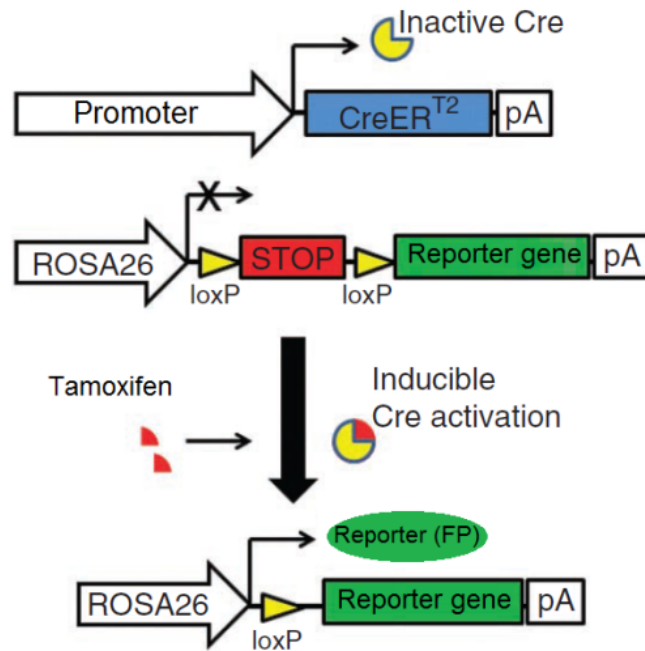 Inactive Cre
Promoter
CreER^T2
pA
X
ROSA26
STOP
Reporter gene
pA
loxP
loxP
Tamoxifen
Inducible
Cre activation
Reporter (FP)
ROSA26
Reporter gene
pA
loxP